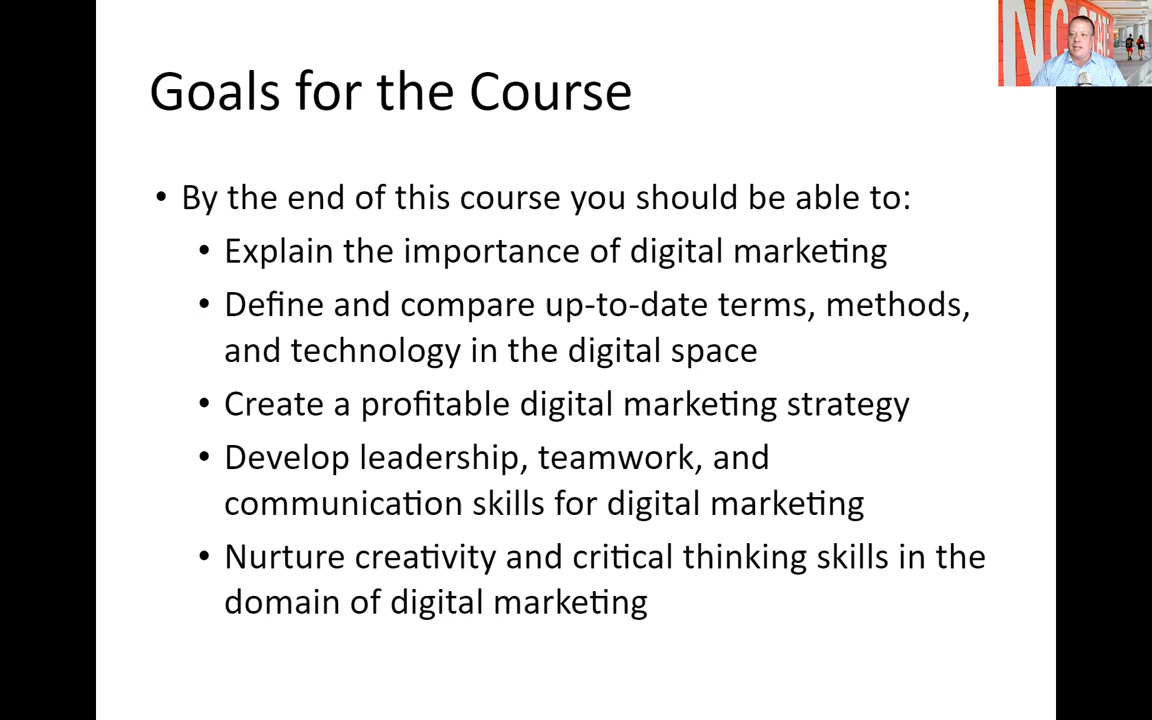 Goals for the Course
• By the end of this course you should be able to:
• Explain the importance of digital marketing
• Define and compare up-to-date terms, methods,
and technology in the digital space
• Create a profitable digital marketing strategy
• Develop leadership, teamwork, and
communication skills for digital marketing
• Nurture creativity and critical thinking skills in the
domain of digital marketing
NC STATE